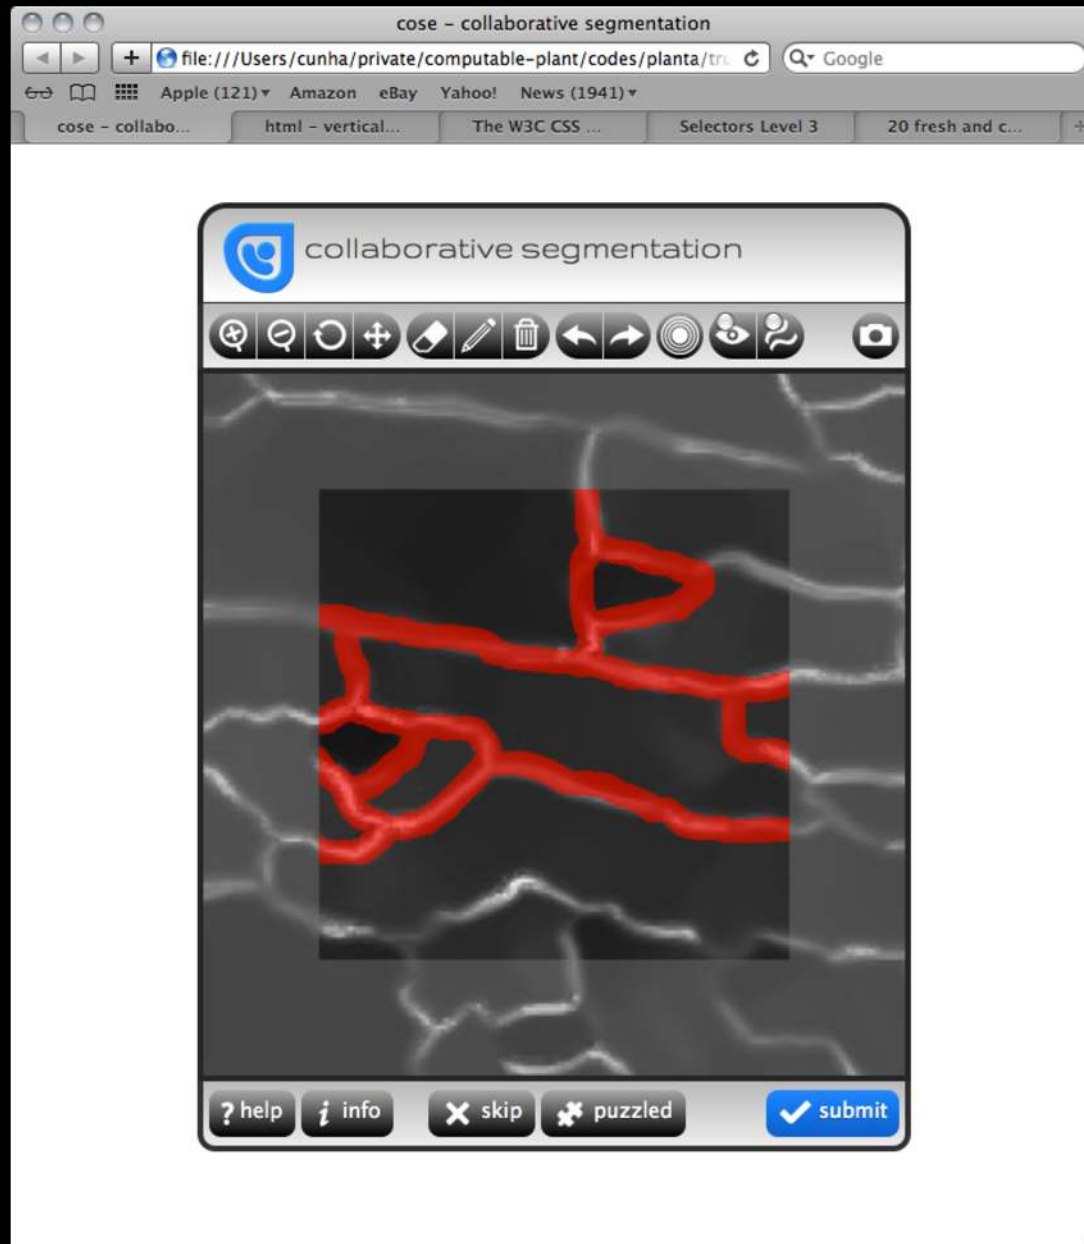 cose – collaborative segmentation
file:///Users/cunha/private/computable-plant/codes/planta/tru Google
Apple (121) Amazon eBay Yahoo! News (1941)
cose – collabo... html – vertical... The W3C CSS ... Selectors Level 3 20 fresh and c...
collaborative segmentation
? help i info skip puzzled submit